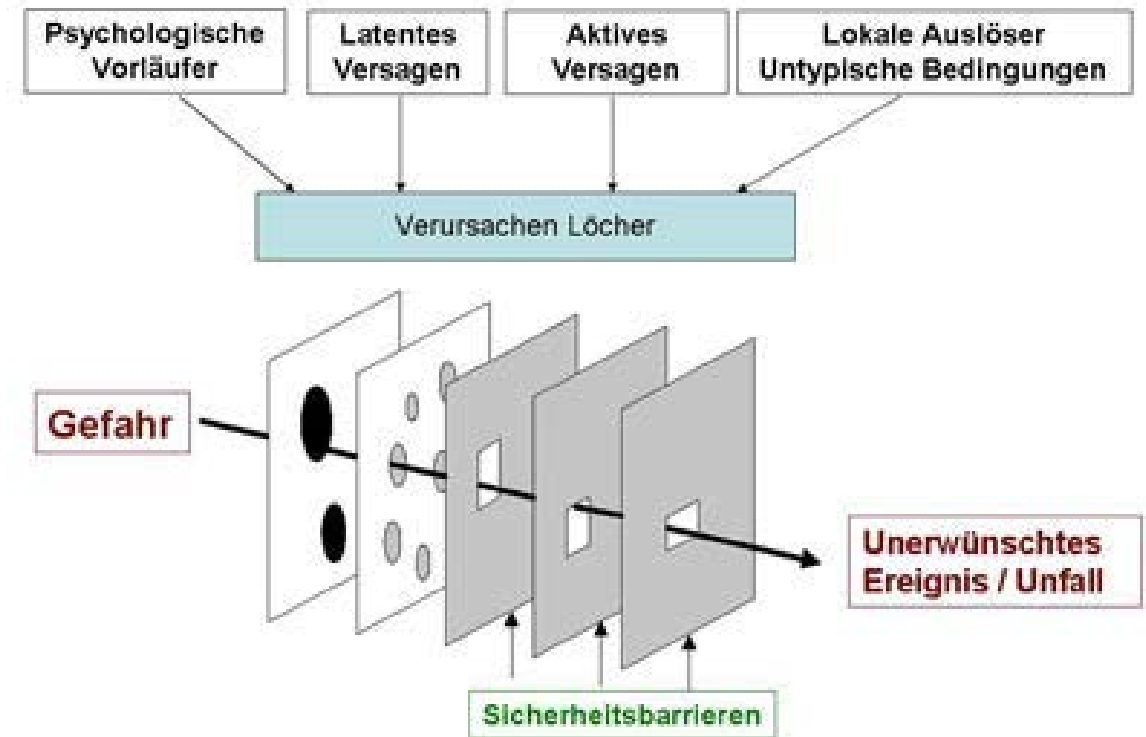 Psychologische
Vorläufer
Latentes
Versagen
Aktives
Versagen
Lokale Auslöser
Untypische Bedingungen
Verursachen Löcher
Gefahr
Unerwünschtes
Ereignis / Unfall
Sicherheitsbarrieren